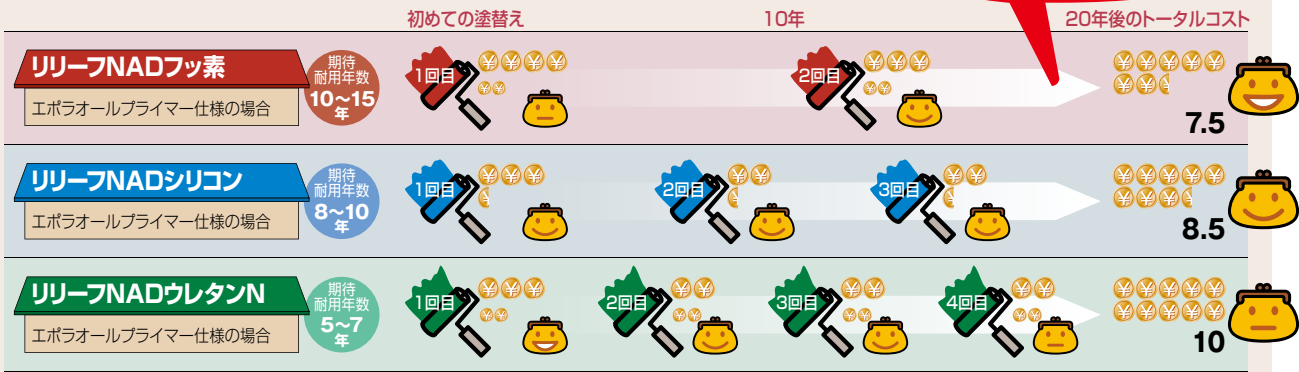 初めての塗替え
10年
20年後のトータルコスト
リリーフNADフッ素
エポラオールプライマー仕様の場合
期待
耐用年数
10~15
年
1回目
¥ ¥ ¥ ¥
¥ ¥
2回目
¥ ¥ ¥
¥ ¥
¥ ¥ ¥ ¥ ¥
¥ ¥ ¥
7.5
リリーフNADシリコン
エポラオールプライマー仕様の場合
期待
耐用年数
8~10
年
1回目
¥ ¥ ¥
¥
2回目
¥ ¥
¥
3回目
¥ ¥
¥
¥ ¥ ¥ ¥ ¥
¥ ¥ ¥ ¥
8.5
リリーフNADウレタンN
エポラオールプライマー仕様の場合
期待
耐用年数
5~7
年
1回目
¥ ¥ ¥
¥ ¥
2回目
¥ ¥
¥ ¥
3回目
¥ ¥
¥ ¥
4回目
¥ ¥
¥ ¥
¥ ¥ ¥ ¥ ¥
¥ ¥ ¥ ¥ ¥
10